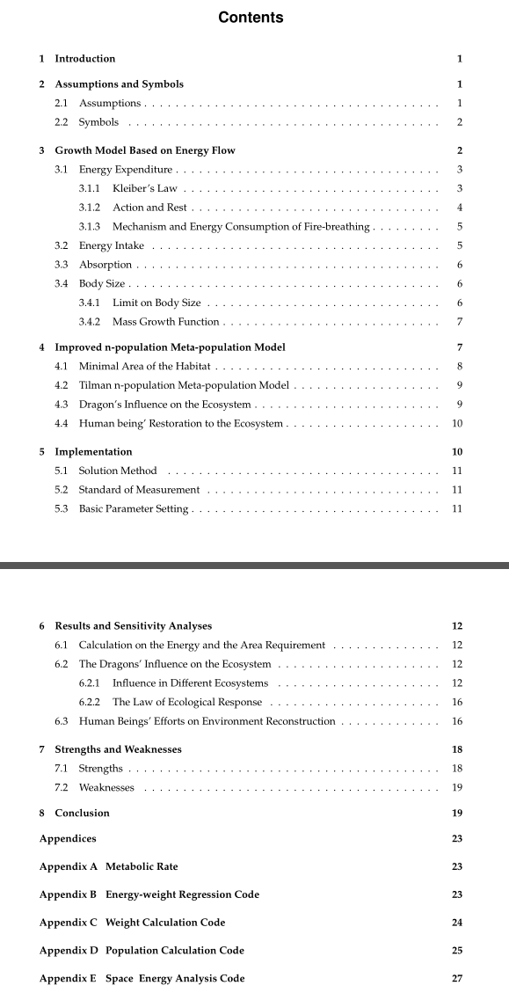 Contents
1 Introduction 1
2 Assumptions and Symbols 1
2.1 Assumptions . . . . . . . . . . . . . . . . . . . . . . . . . . . . . . . . . . . . . 1
2.2 Symbols . . . . . . . . . . . . . . . . . . . . . . . . . . . . . . . . . . . . . . . 2
3 Growth Model Based on Energy Flow 2
3.1 Energy Expenditure . . . . . . . . . . . . . . . . . . . . . . . . . . . . . . . . . 3
3.1.1 Kleiber's Law . . . . . . . . . . . . . . . . . . . . . . . . . . . . . . . . 3
3.1.2 Action and Rest . . . . . . . . . . . . . . . . . . . . . . . . . . . . . . . 4
3.1.3 Mechanism and Energy Consumption of Fire-breathing . . . . . . . . . 5
3.2 Energy Intake . . . . . . . . . . . . . . . . . . . . . . . . . . . . . . . . . . . . 5
3.3 Absorption . . . . . . . . . . . . . . . . . . . . . . . . . . . . . . . . . . . . . . 6
3.4 Body Size . . . . . . . . . . . . . . . . . . . . . . . . . . . . . . . . . . . . . . . 6
3.4.1 Limit on Body Size . . . . . . . . . . . . . . . . . . . . . . . . . . . . . 6
3.4.2 Mass Growth Function . . . . . . . . . . . . . . . . . . . . . . . . . . . 7
4 Improved n-population Meta-population Model 7
4.1 Minimal Area of the Habitat . . . . . . . . . . . . . . . . . . . . . . . . . . . . 8
4.2 Tilman n-population Meta-population Model . . . . . . . . . . . . . . . . . . 9
4.3 Dragon's Influence on the Ecosystem . . . . . . . . . . . . . . . . . . . . . . . 9
4.4 Human being' Restoration to the Ecosystem . . . . . . . . . . . . . . . . . . . 10
5 Implementation 10
5.1 Solution Method . . . . . . . . . . . . . . . . . . . . . . . . . . . . . . . . . . 11
5.2 Standard of Measurement . . . . . . . . . . . . . . . . . . . . . . . . . . . . . 11
5.3 Basic Parameter Setting . . . . . . . . . . . . . . . . . . . . . . . . . . . . . . . 11
6 Results and Sensitivity Analyses 12
6.1 Calculation on the Energy and the Area Requirement . . . . . . . . . . . . . . 12
6.2 The Dragons' Influence on the Ecosystem . . . . . . . . . . . . . . . . . . . . . 12
6.2.1 Influence in Different Ecosystems . . . . . . . . . . . . . . . . . . . . . 12
6.2.2 The Law of Ecological Response . . . . . . . . . . . . . . . . . . . . . . 16
6.3 Human Beings' Efforts on Environment Reconstruction . . . . . . . . . . . . . 16
7 Strengths and Weaknesses 18
7.1 Strengths . . . . . . . . . . . . . . . . . . . . . . . . . . . . . . . . . . . . . . . 18
7.2 Weaknesses . . . . . . . . . . . . . . . . . . . . . . . . . . . . . . . . . . . . . 19
8 Conclusion 19
Appendices 23
Appendix A Metabolic Rate 23
Appendix B Energy-weight Regression Code 23
Appendix C Weight Calculation Code 24
Appendix D Population Calculation Code 25
Appendix E Space Energy Analysis Code 27